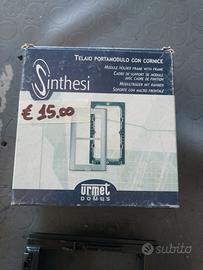 TELAIO PORTAMODULO CON CORNICE
MODULE HOLDER FRAME WITH FRAME
CADRE DE SUPPORT DE MODULE
AVEC CADRE DE FINITION
MODULTRÄGER MIT RAHMEN
SOPORTE CON MARCO FRONTAL
Sinthesi
€ 15.00
urmet
DOMUS
subito